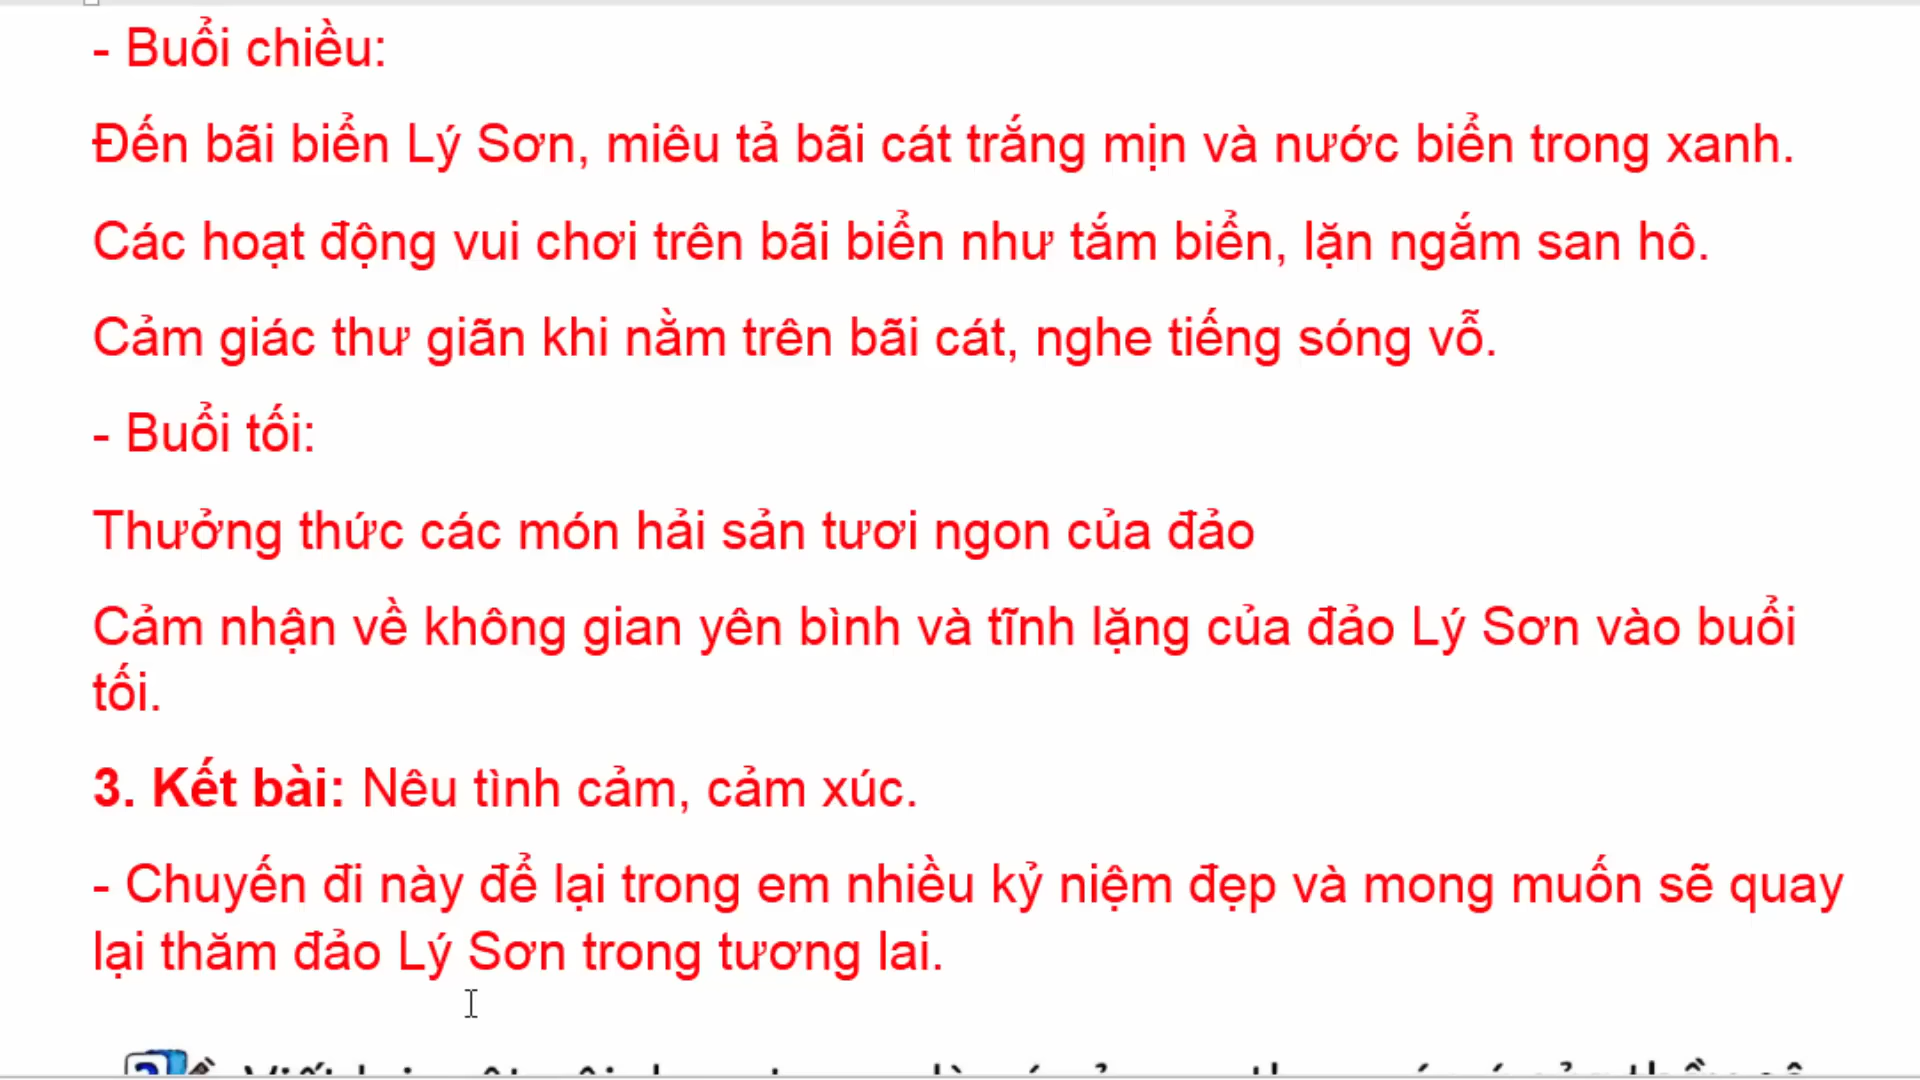 - Buổi chiều:
Đến bãi biển Lý Sơn, miêu tả bãi cát trắng mịn và nước biển trong xanh.
Các hoạt động vui chơi trên bãi biển như tắm biển, lặn ngắm san hô.
Cảm giác thư giãn khi nằm trên bãi cát, nghe tiếng sóng vỗ.
- Buổi tối:
Thưởng thức các món hải sản tươi ngon của đảo
Cảm nhận về không gian yên bình và tĩnh lặng của đảo Lý Sơn vào buổi
tối.
3. Kết bài: Nêu tình cảm, cảm xúc.
- Chuyến đi này để lại trong em nhiều kỷ niệm đẹp và mong muốn sẽ quay
lại thăm đảo Lý Sơn trong tương lai.